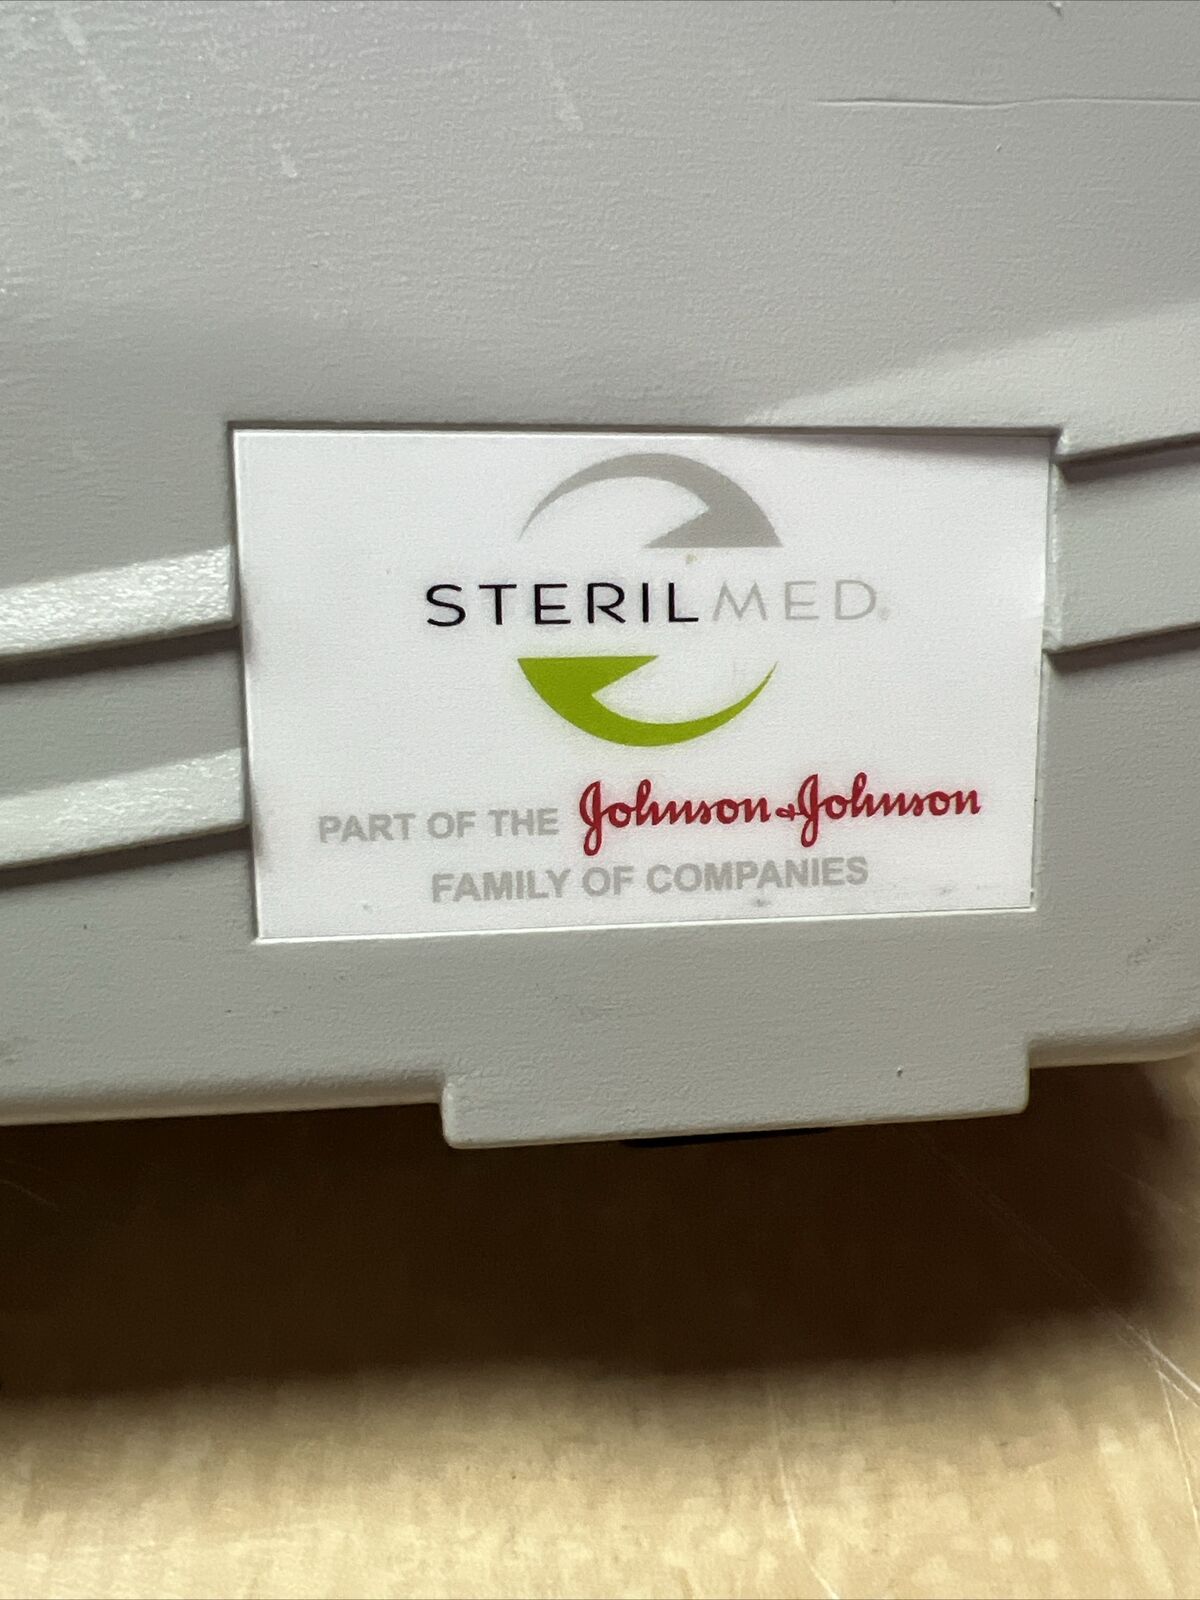 STERILMED®
PART OF THE Johnson & Johnson
FAMILY OF COMPANIES